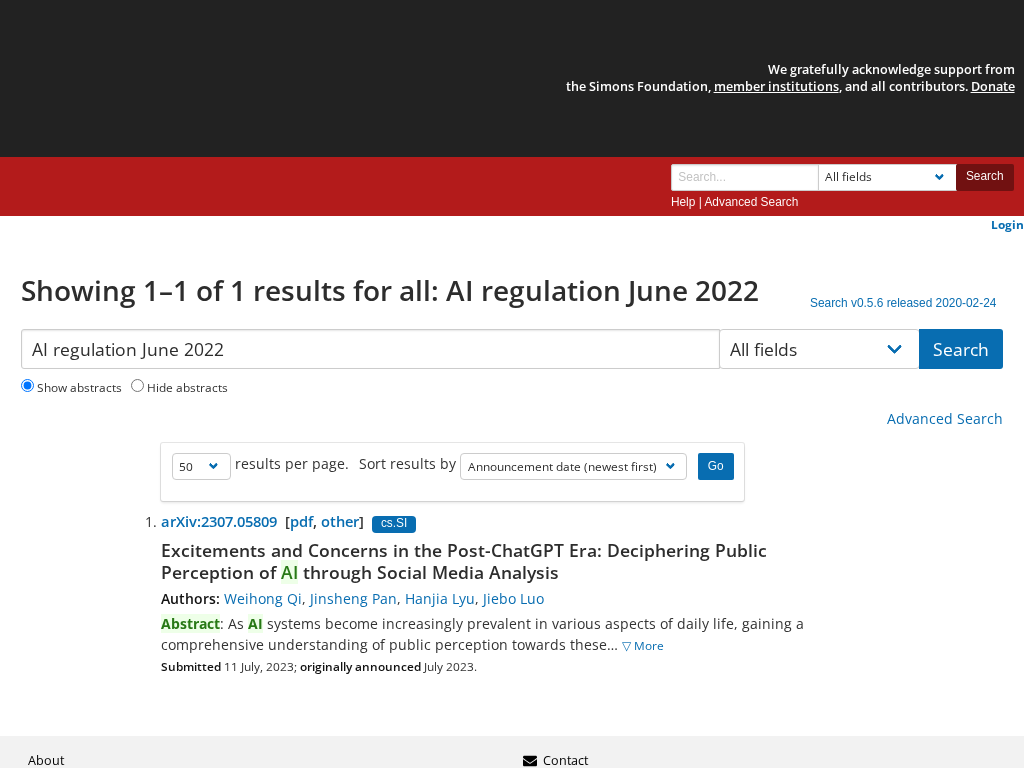 We gratefully acknowledge support from
the Simons Foundation, member institutions, and all contributors. Donate
Search...
All fields
Search
Help | Advanced Search
Login
Showing 1–1 of 1 results for all: AI regulation June 2022
Search v0.5.6 released 2020-02-24
AI regulation June 2022
All fields
Search
Show abstracts Hide abstracts
Advanced Search
50 results per page. Sort results by Announcement date (newest first) Go
1. arXiv:2307.05809 [pdf, other] cs.SI
Excitements and Concerns in the Post-ChatGPT Era: Deciphering Public
Perception of AI through Social Media Analysis
Authors: Weihong Qi, Jinsheng Pan, Hanjia Lyu, Jiebo Luo
Abstract: As AI systems become increasingly prevalent in various aspects of daily life, gaining a
comprehensive understanding of public perception towards these… ▽ More
Submitted 11 July, 2023; originally announced July 2023.
About
Contact